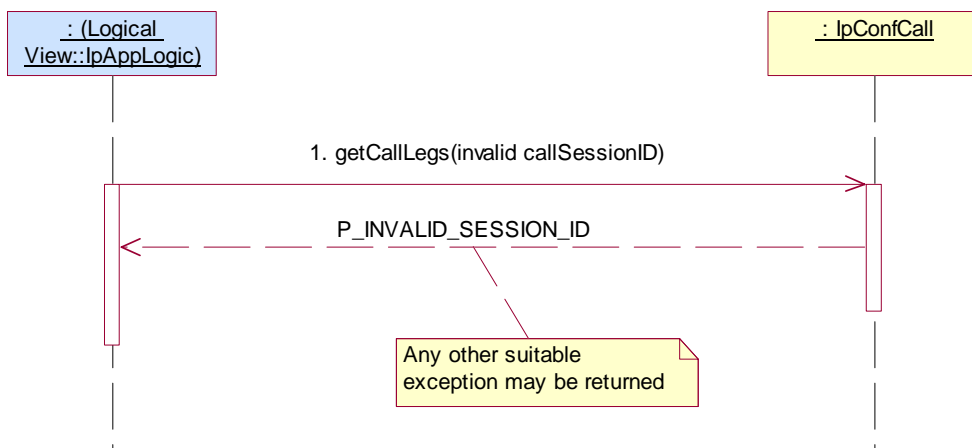 : (Logical
View::IpAppLogic)
: IpConfCall
1. getCallLegs(invalid callSessionID)
P_INVALID_SESSION_ID
Any other suitable
exception may be returned